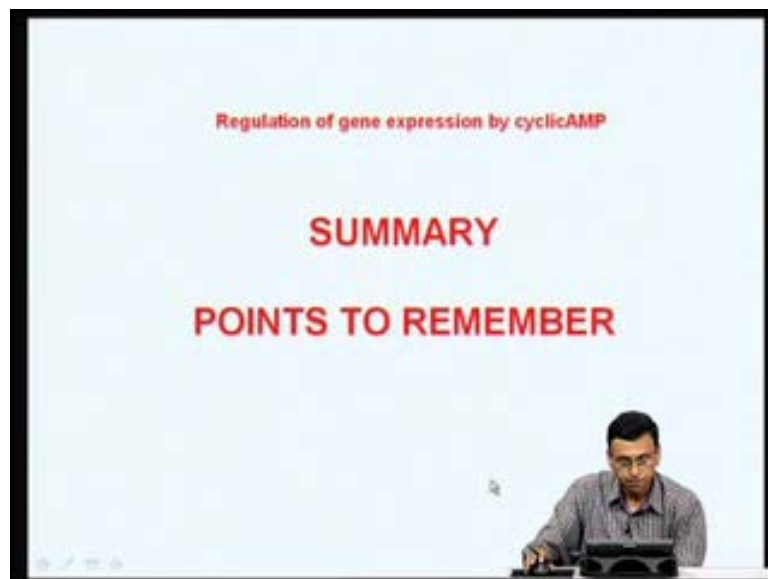 Regulation of gene expression by cyclicAMP
SUMMARY
POINTS TO REMEMBER